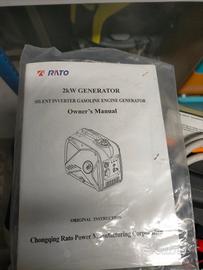 RATO
2kW GENERATOR
SILENT INVERTER GASOLINE ENGINE GENERATOR
Owner's Manual
ORIGINAL INSTRUCTION
Chongqing Rato Power Manufacturing Corporation